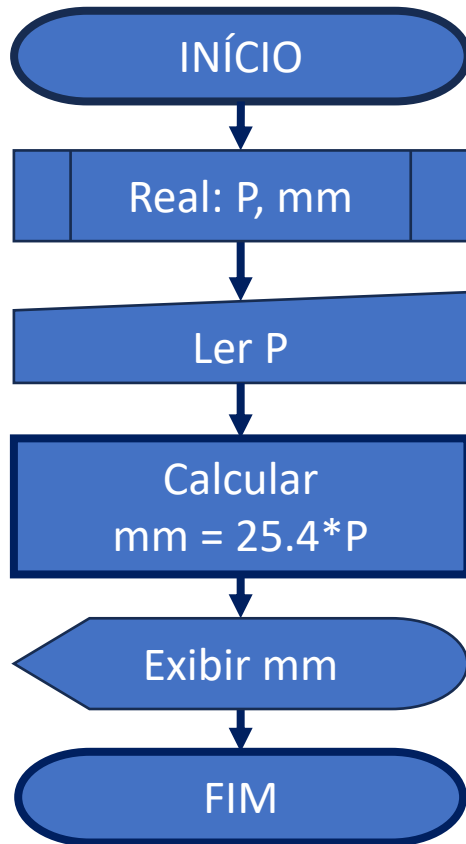 INÍCIO
Real: P, mm
Ler P
Calcular
mm = 25.4*P
Exibir mm
FIM